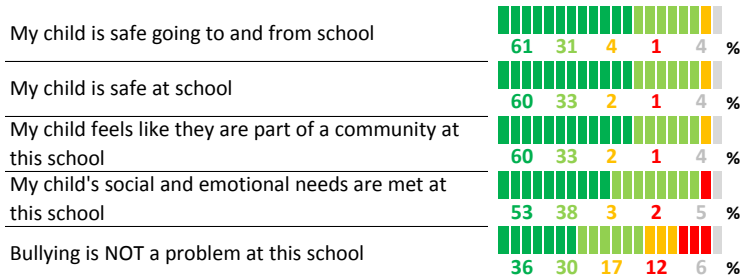 My child is safe going to and from school
61 31 4 1 4 %
My child is safe at school
60 33 2 1 4 %
My child feels like they are part of a community at
this school
60 33 2 1 4 %
My child's social and emotional needs are met at
this school
53 38 3 2 5 %
Bullying is NOT a problem at this school
36 30 17 12 6 %